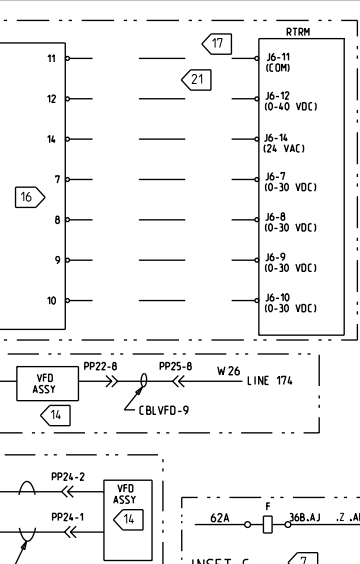 17
RTRM
11
J6-11
(COM)
21
12
J6-12
(0-40 VDC)
14
J6-14
(24 VAC)
7
J6-7
(0-30 VDC)
16
8
J6-8
(0-30 VDC)
9
J6-9
(0-30 VDC)
10
J6-10
(0-30 VDC)
PP22-8
PP25-8
W26
LINE 174
VFD
ASSY
14
CBLVFD-9
PP24-2
VFD
ASSY
14
PP24-1
F
62A
36B.AJ
.Z
7